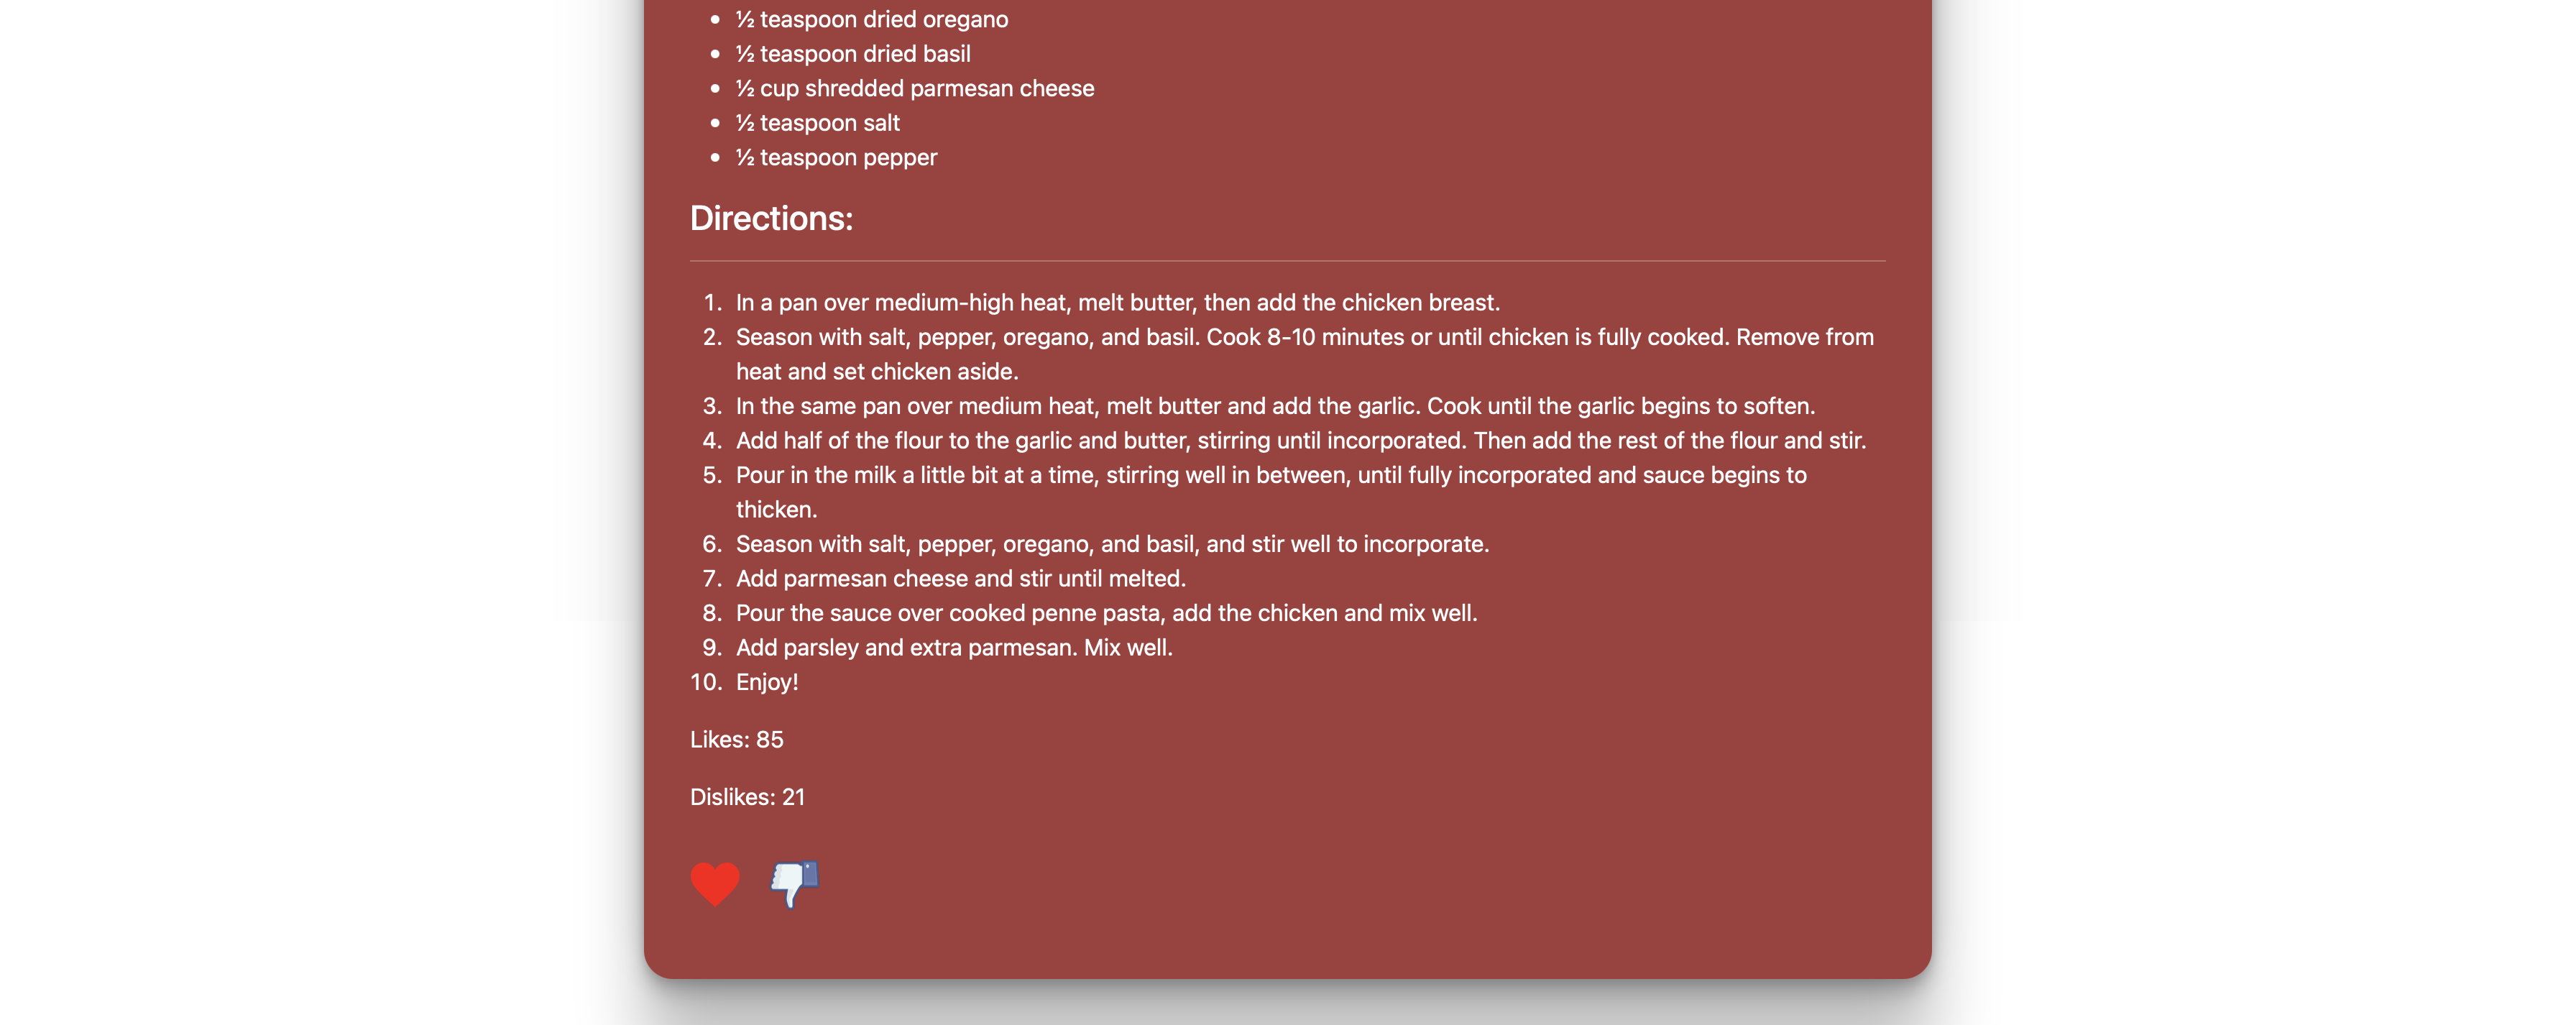 • ½ teaspoon dried oregano
• ½ teaspoon dried basil
• ½ cup shredded parmesan cheese
• ½ teaspoon salt
• ½ teaspoon pepper
Directions:
1. In a pan over medium-high heat, melt butter, then add the chicken breast.
2. Season with salt, pepper, oregano, and basil. Cook 8-10 minutes or until chicken is fully cooked. Remove from
heat and set chicken aside.
3. In the same pan over medium heat, melt butter and add the garlic. Cook until the garlic begins to soften.
4. Add half of the flour to the garlic and butter, stirring until incorporated. Then add the rest of the flour and stir.
5. Pour in the milk a little bit at a time, stirring well in between, until fully incorporated and sauce begins to
thicken.
6. Season with salt, pepper, oregano, and basil, and stir well to incorporate.
7. Add parmesan cheese and stir until melted.
8. Pour the sauce over cooked penne pasta, add the chicken and mix well.
9. Add parsley and extra parmesan. Mix well.
10. Enjoy!
Likes: 85
Dislikes: 21